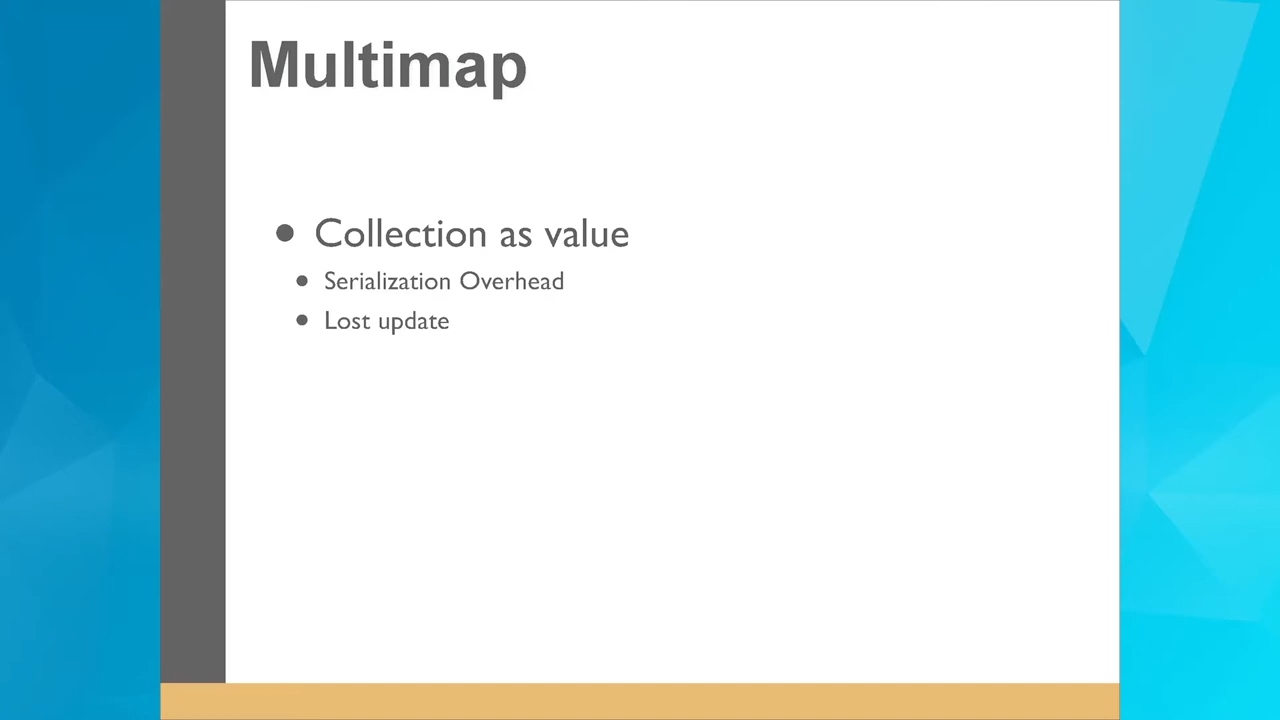 Multimap
• Collection as value
• Serialization Overhead
• Lost update